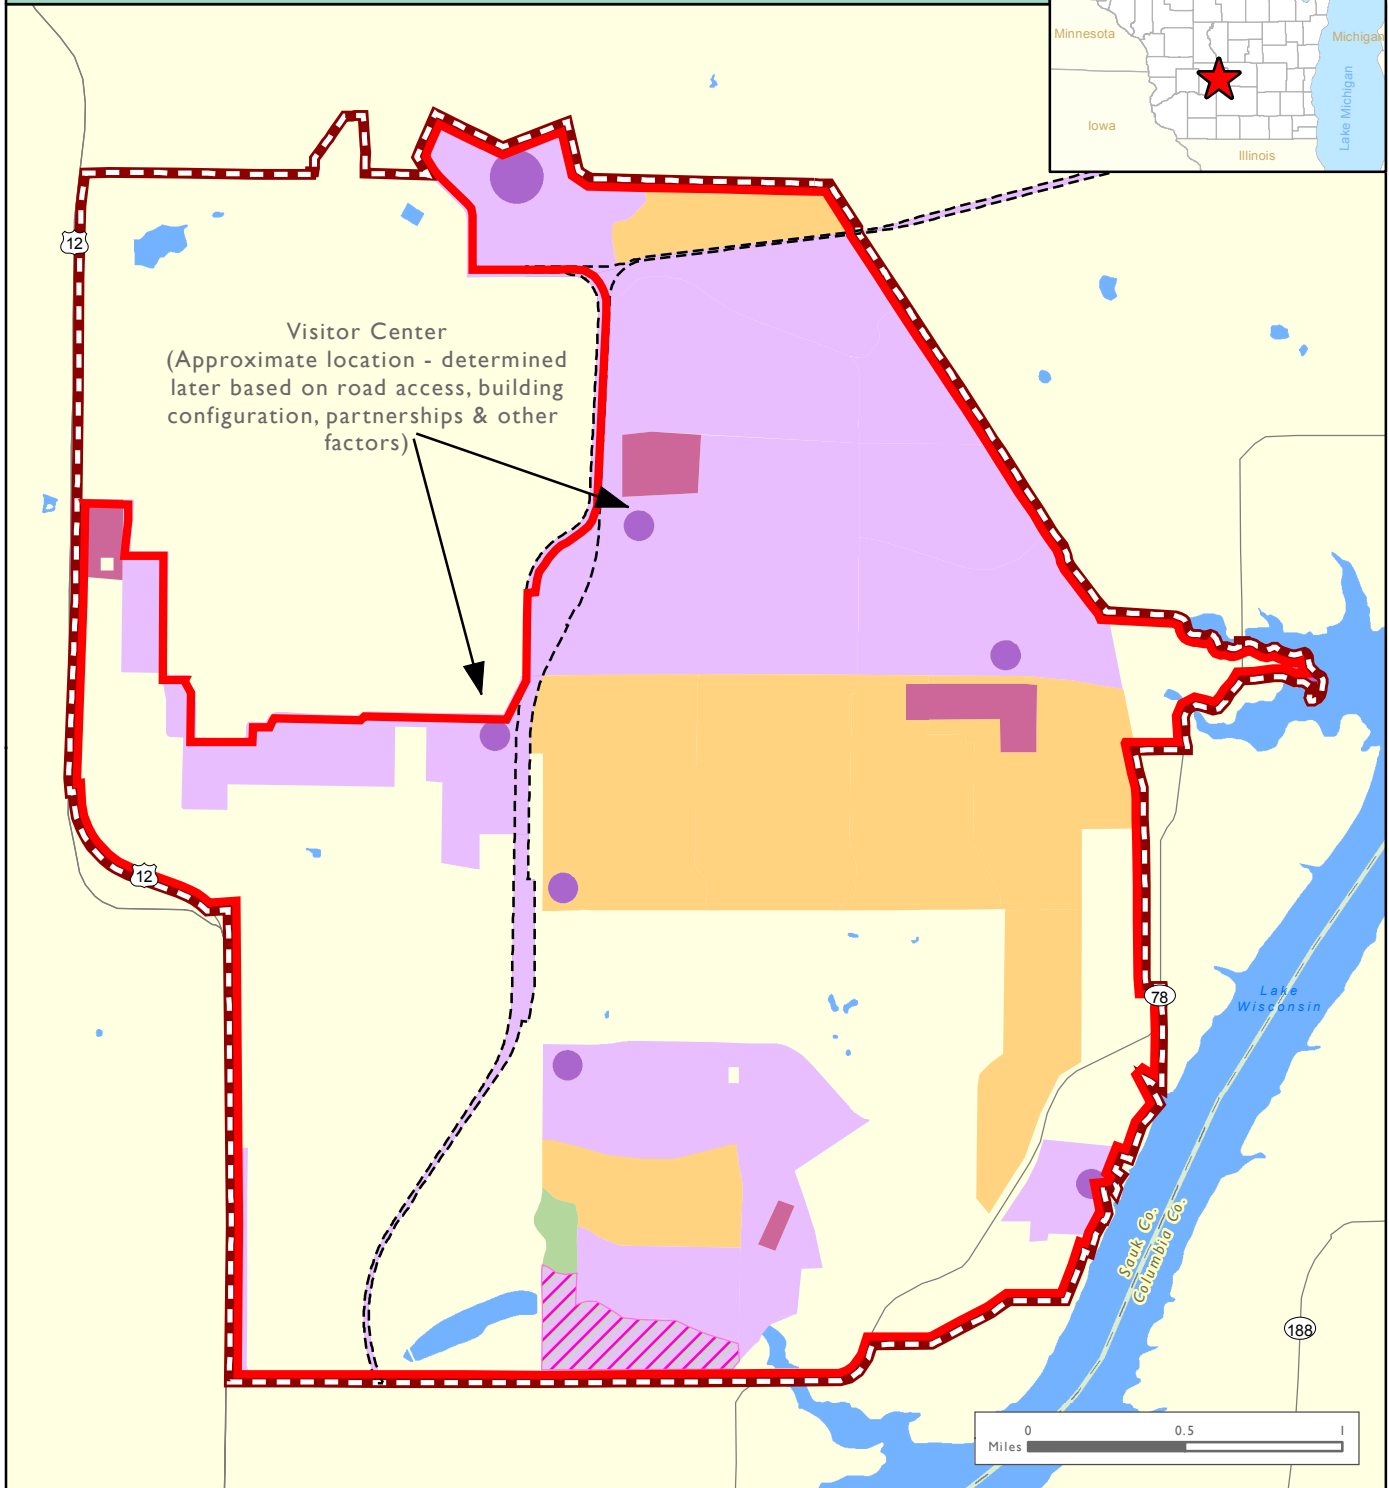 Minnesota
Michigan
Lake Michigan
Iowa
Illinois
12
Visitor Center
(Approximate location - determined
later based on road access, building
configuration, partnerships & other
factors)
12
78
Lake
Wisconsin
Sauk Co.
Columbia Co.
188
0 0.5 1
Miles